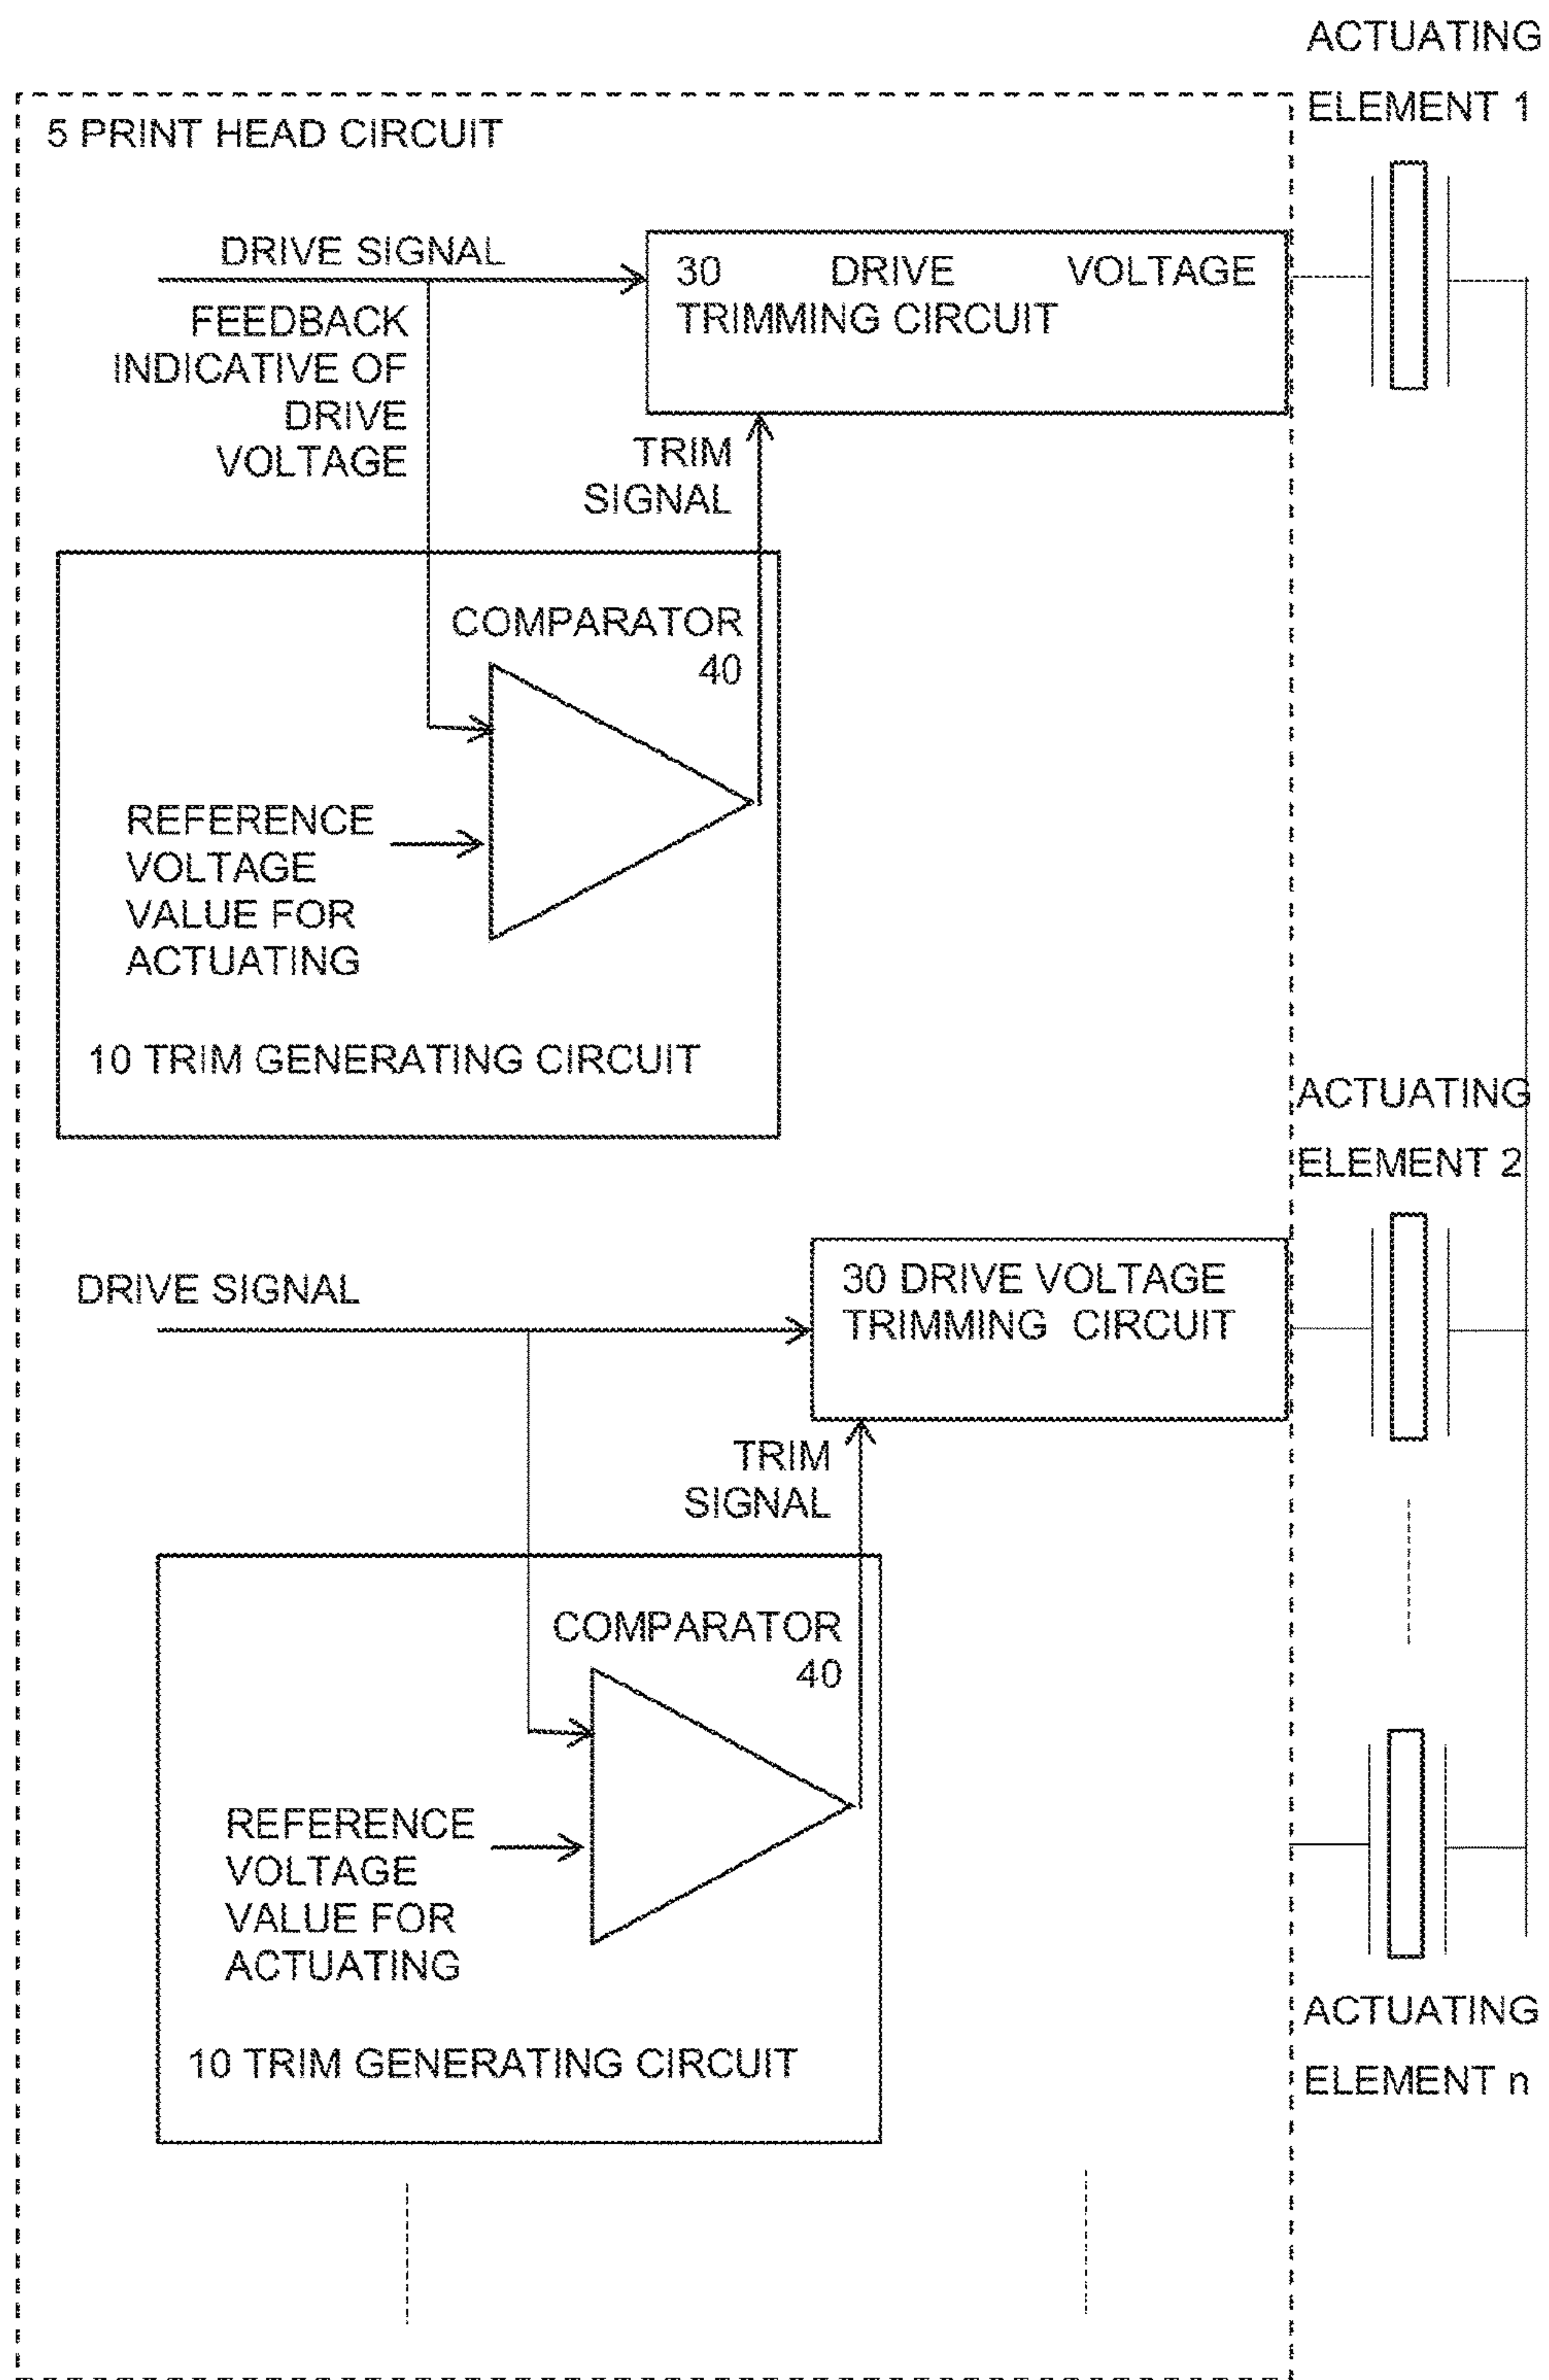 ACTUATING
ELEMENT 1
5 PRINT HEAD CIRCUIT
DRIVE SIGNAL
30 DRIVE VOLTAGE
TRIMMING CIRCUIT
FEEDBACK
INDICATIVE OF
DRIVE
VOLTAGE
TRIM
SIGNAL
COMPARATOR
40
REFERENCE
VOLTAGE
VALUE FOR
ACTUATING
10 TRIM GENERATING CIRCUIT
ACTUATING
ELEMENT 2
DRIVE SIGNAL
30 DRIVE VOLTAGE
TRIMMING CIRCUIT
TRIM
SIGNAL
COMPARATOR
40
REFERENCE
VOLTAGE
VALUE FOR
ACTUATING
10 TRIM GENERATING CIRCUIT
ACTUATING
ELEMENT n